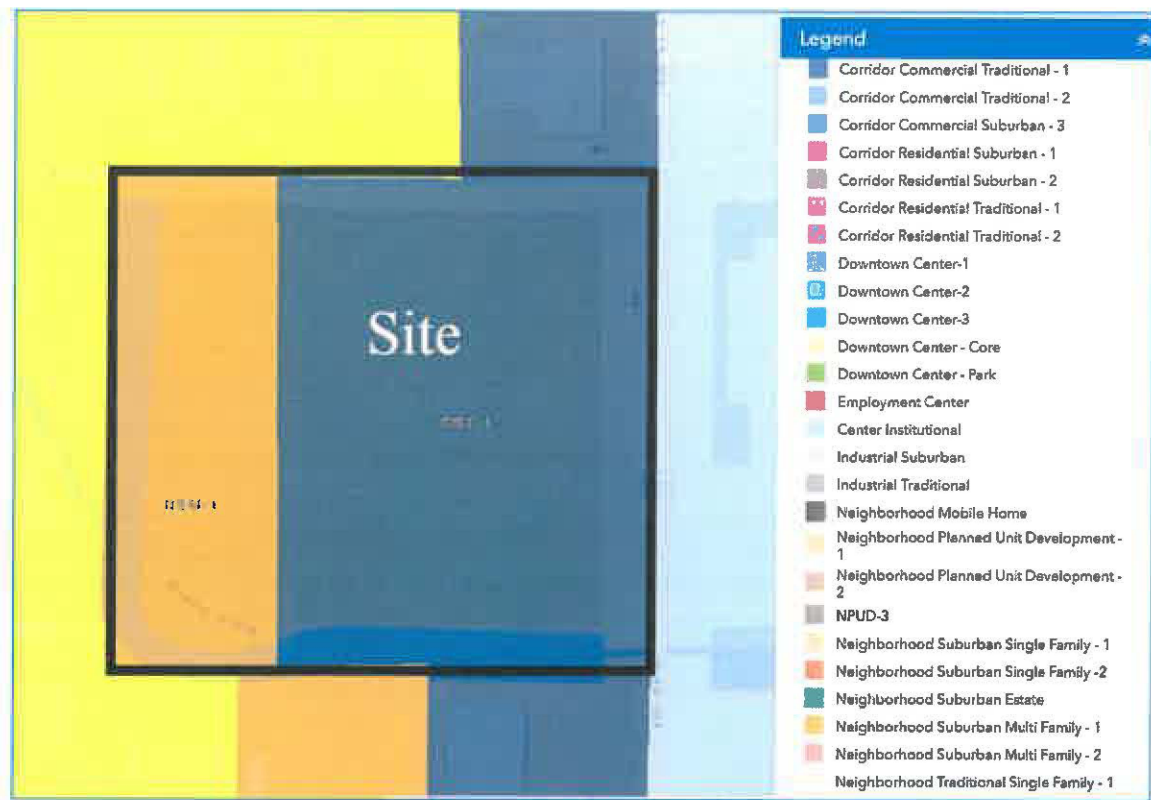 Site
Legend
Corridor Commercial Traditional - 1
Corridor Commercial Traditional - 2
Corridor Commercial Suburban - 3
Corridor Residential Suburban - 1
Corridor Residential Suburban - 2
Corridor Residential Traditional - 1
Corridor Residential Traditional - 2
Downtown Center-1
Downtown Center-2
Downtown Center-3
Downtown Center - Core
Downtown Center - Park
Employment Center
Center Institutional
Industrial Suburban
Industrial Traditional
Neighborhood Mobile Home
Neighborhood Planned Unit Development -
1
Neighborhood Planned Unit Development -
2
NPUD-3
Neighborhood Suburban Single Family - 1
Neighborhood Suburban Single Family -2
Neighborhood Suburban Estate
Neighborhood Suburban Multi Family - 1
Neighborhood Suburban Multi Family - 2
Neighborhood Traditional Single Family - 1